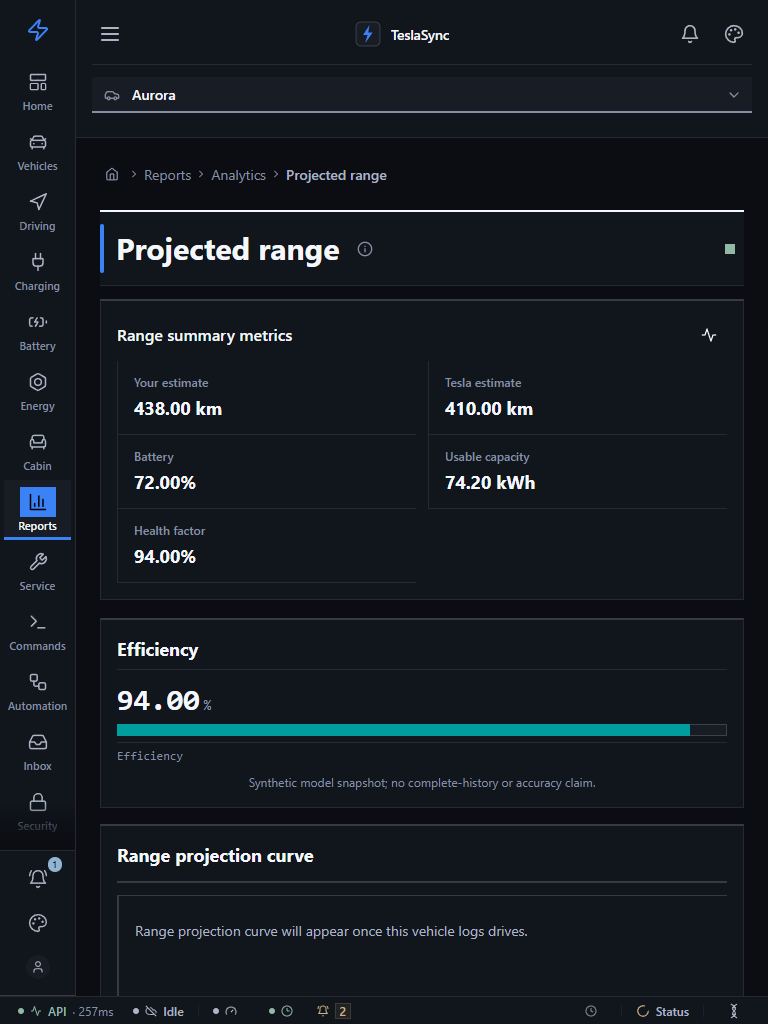 TeslaSync
Aurora
Home
Vehicles
Driving
Charging
Battery
Energy
Cabin
Reports
Service
Commands
Automation
Inbox
Security
1
Reports > Analytics > Projected range
Projected range
Range summary metrics
Your estimate
438.00 km
Tesla estimate
410.00 km
Battery
72.00%
Usable capacity
74.20 kWh
Health factor
94.00%
Efficiency
94.00%
Efficiency
Synthetic model snapshot; no complete-history or accuracy claim.
Range projection curve
Range projection curve will appear once this vehicle logs drives.
API · 257ms Idle 2 Status